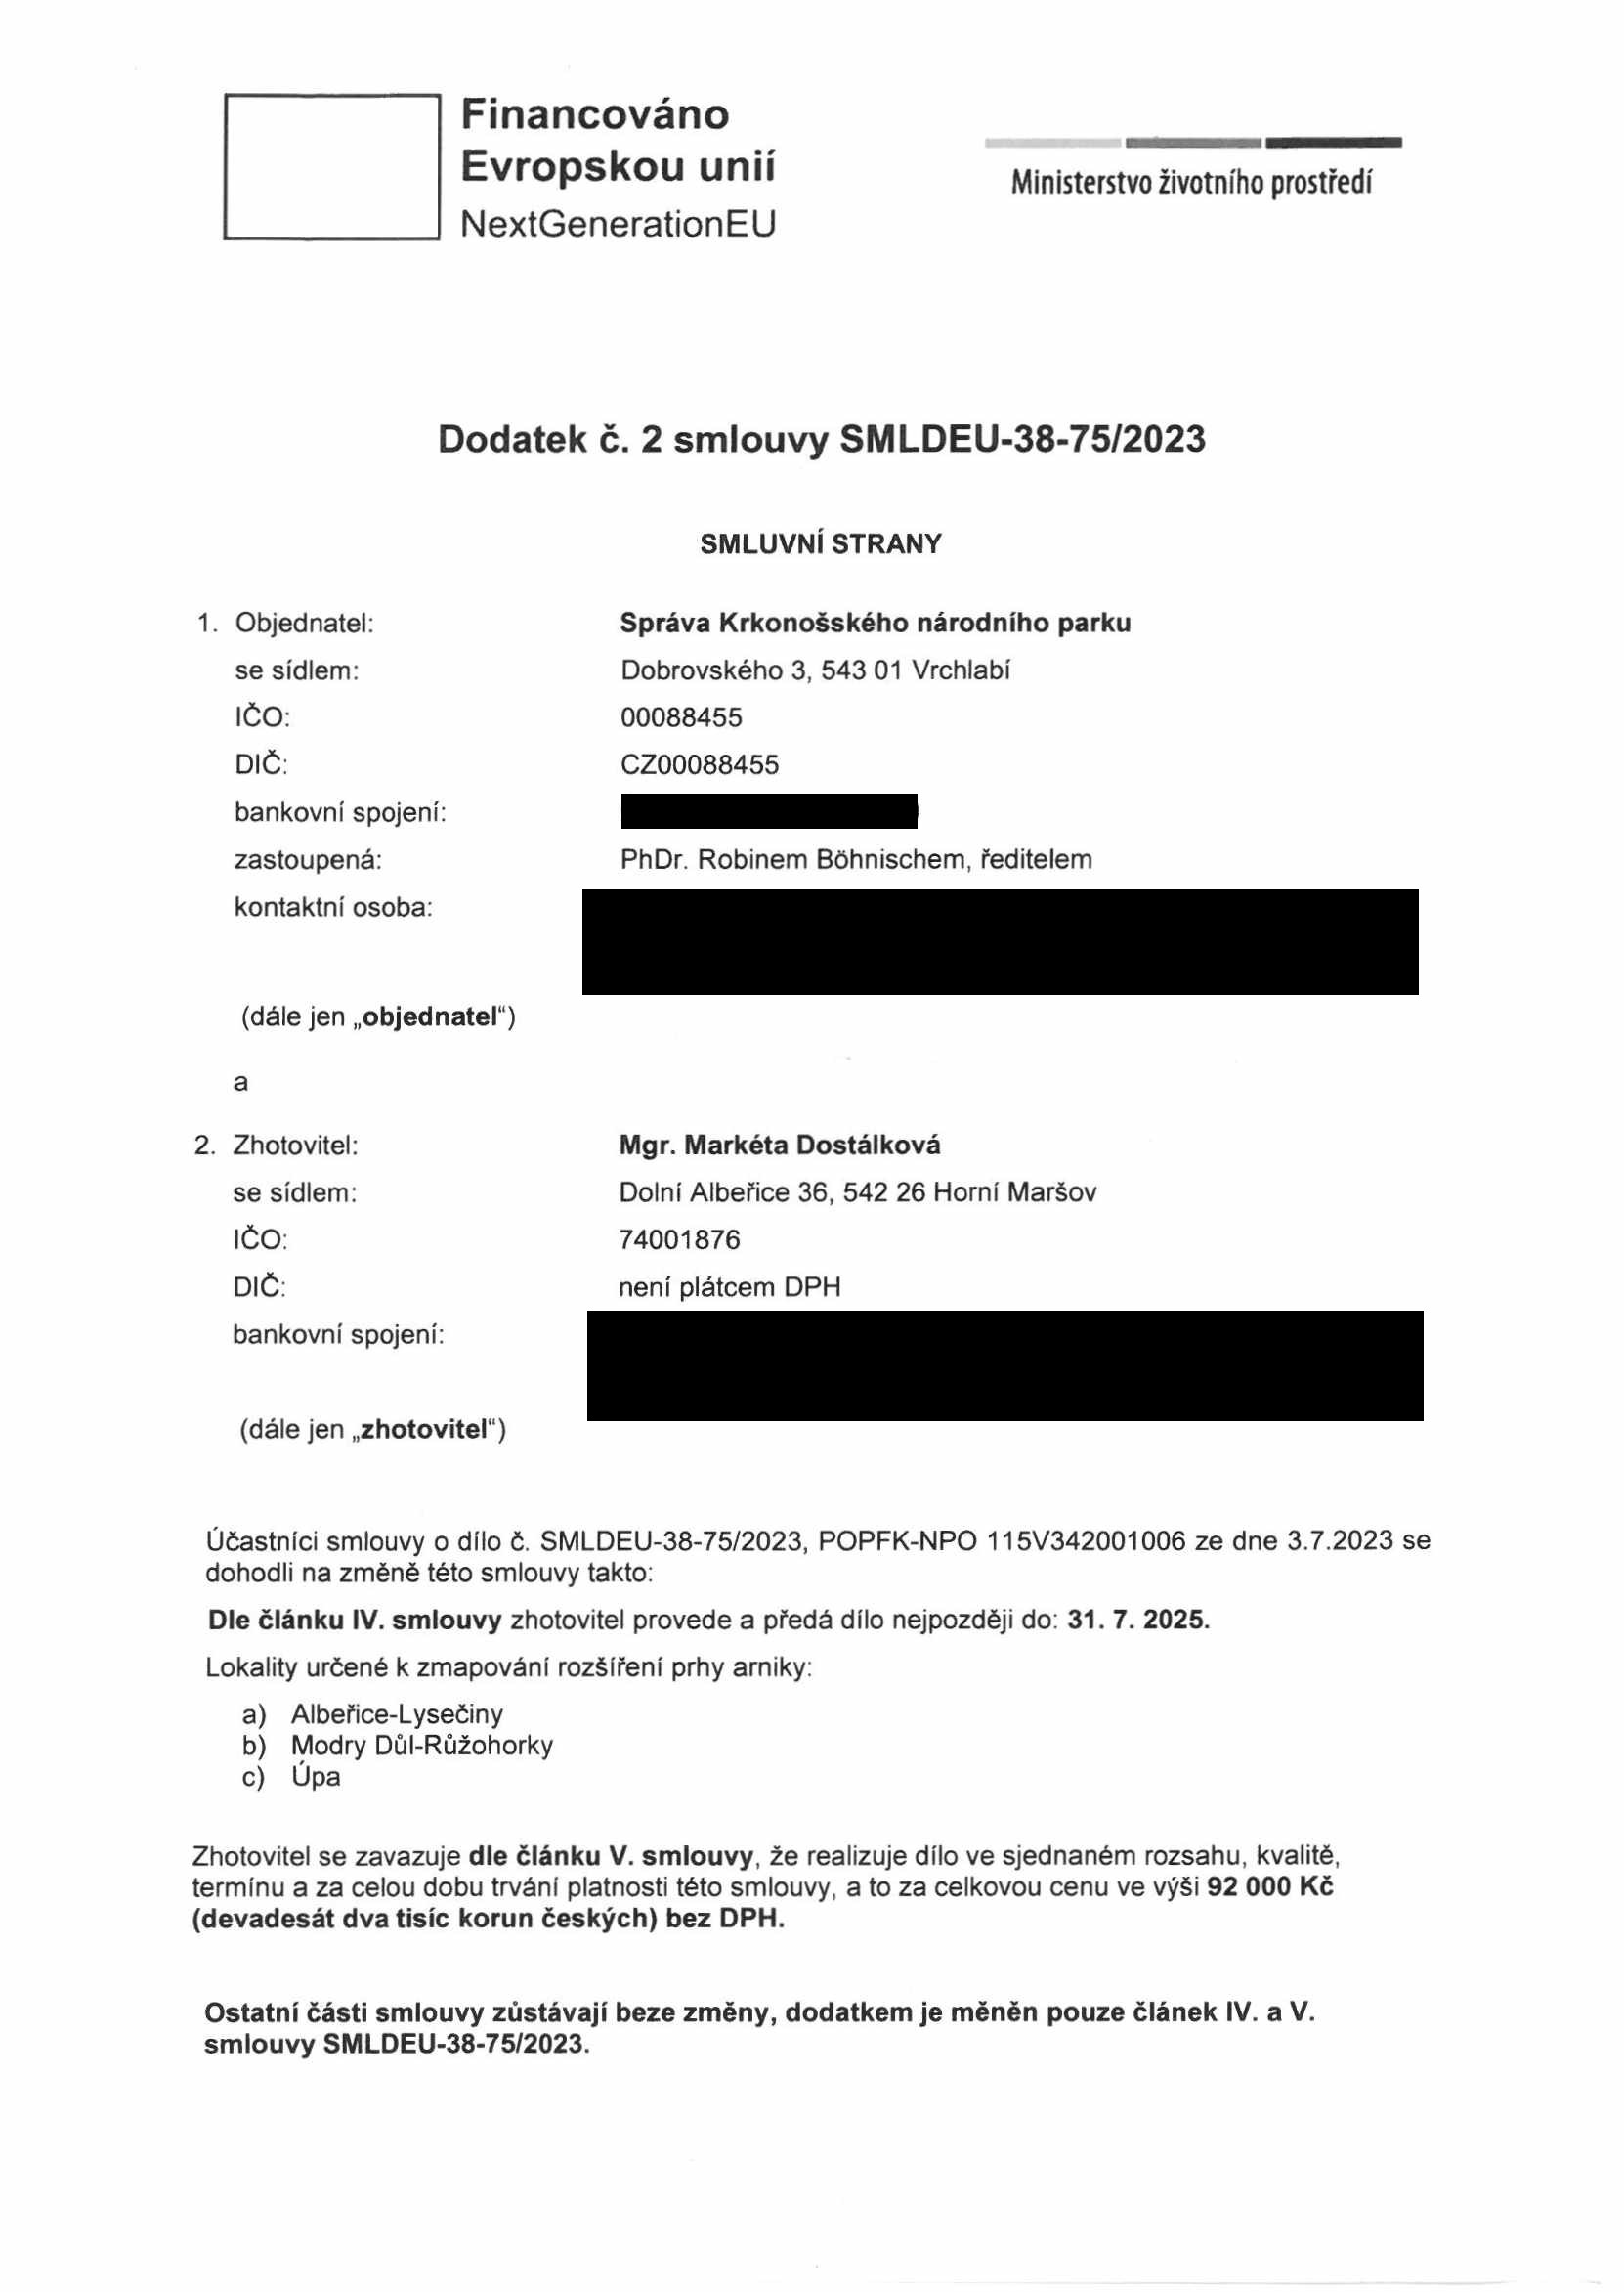 Financováno
Evropskou unií
NextGenerationEU
Ministerstvo životního prostředí
Dodatek č. 2 smlouvy SMLDEU-38-75/2023
SMLUVNÍ STRANY
1. Objednatel: Správa Krkonošského národního parku
se sídlem: Dobrovského 3, 543 01 Vrchlabí
IČO: 00088455
DIČ: CZ00088455
bankovní spojení:
zastoupená: PhDr. Robinem Böhnischem, ředitelem
kontaktní osoba:
(dále jen „objednatel“)
a
2. Zhotovitel: Mgr. Markéta Dostálková
se sídlem: Dolní Albeřice 36, 542 26 Horní Maršov
IČO: 74001876
DIČ: není plátcem DPH
bankovní spojení:
(dále jen „zhotovitel“)
Účastníci smlouvy o dílo č. SMLDEU-38-75/2023, POPFK-NPO 115V342001006 ze dne 3.7.2023 se
dohodli na změně této smlouvy takto:
Dle článku IV. smlouvy zhotovitel provede a předá dílo nejpozději do: 31. 7. 2025.
Lokality určené k zmapování rozšíření prhy arniky:
a) Albeřice-Lysečiny
b) Modry Důl-Růžohorky
c) Úpa
Zhotovitel se zavazuje dle článku V. smlouvy, že realizuje dílo ve sjednaném rozsahu, kvalitě,
termínu a za celou dobu trvání platnosti této smlouvy, a to za celkovou cenu ve výši 92 000 Kč
(devadesát dva tisíc korun českých) bez DPH.
Ostatní části smlouvy zůstávají beze změny, dodatkem je měněn pouze článek IV. a V.
smlouvy SMLDEU-38-75/2023.